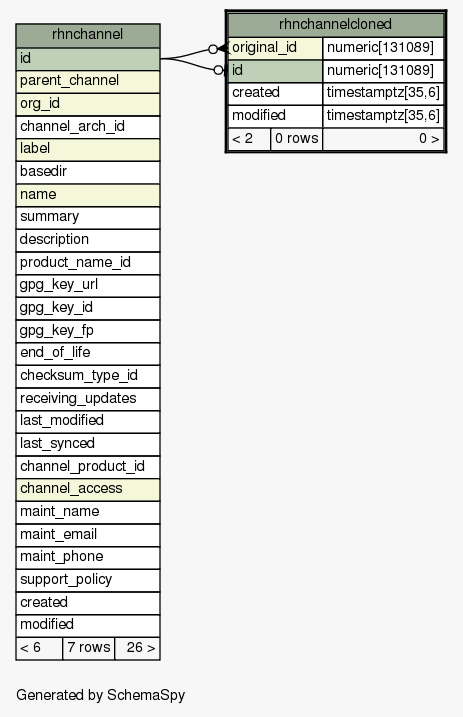 rhnchannel
id
parent_channel
org_id
channel_arch_id
label
basedir
name
summary
description
product_name_id
gpg_key_url
gpg_key_id
gpg_key_fp
end_of_life
checksum_type_id
receiving_updates
last_modified
last_synced
channel_product_id
channel_access
maint_name
maint_email
maint_phone
support_policy
created
modified
< 6 7 rows 26 >
rhnchannelcloned
original_id numeric[131089]
id numeric[131089]
created timestamptz[35,6]
modified timestamptz[35,6]
< 2 0 rows 0 >
Generated by SchemaSpy